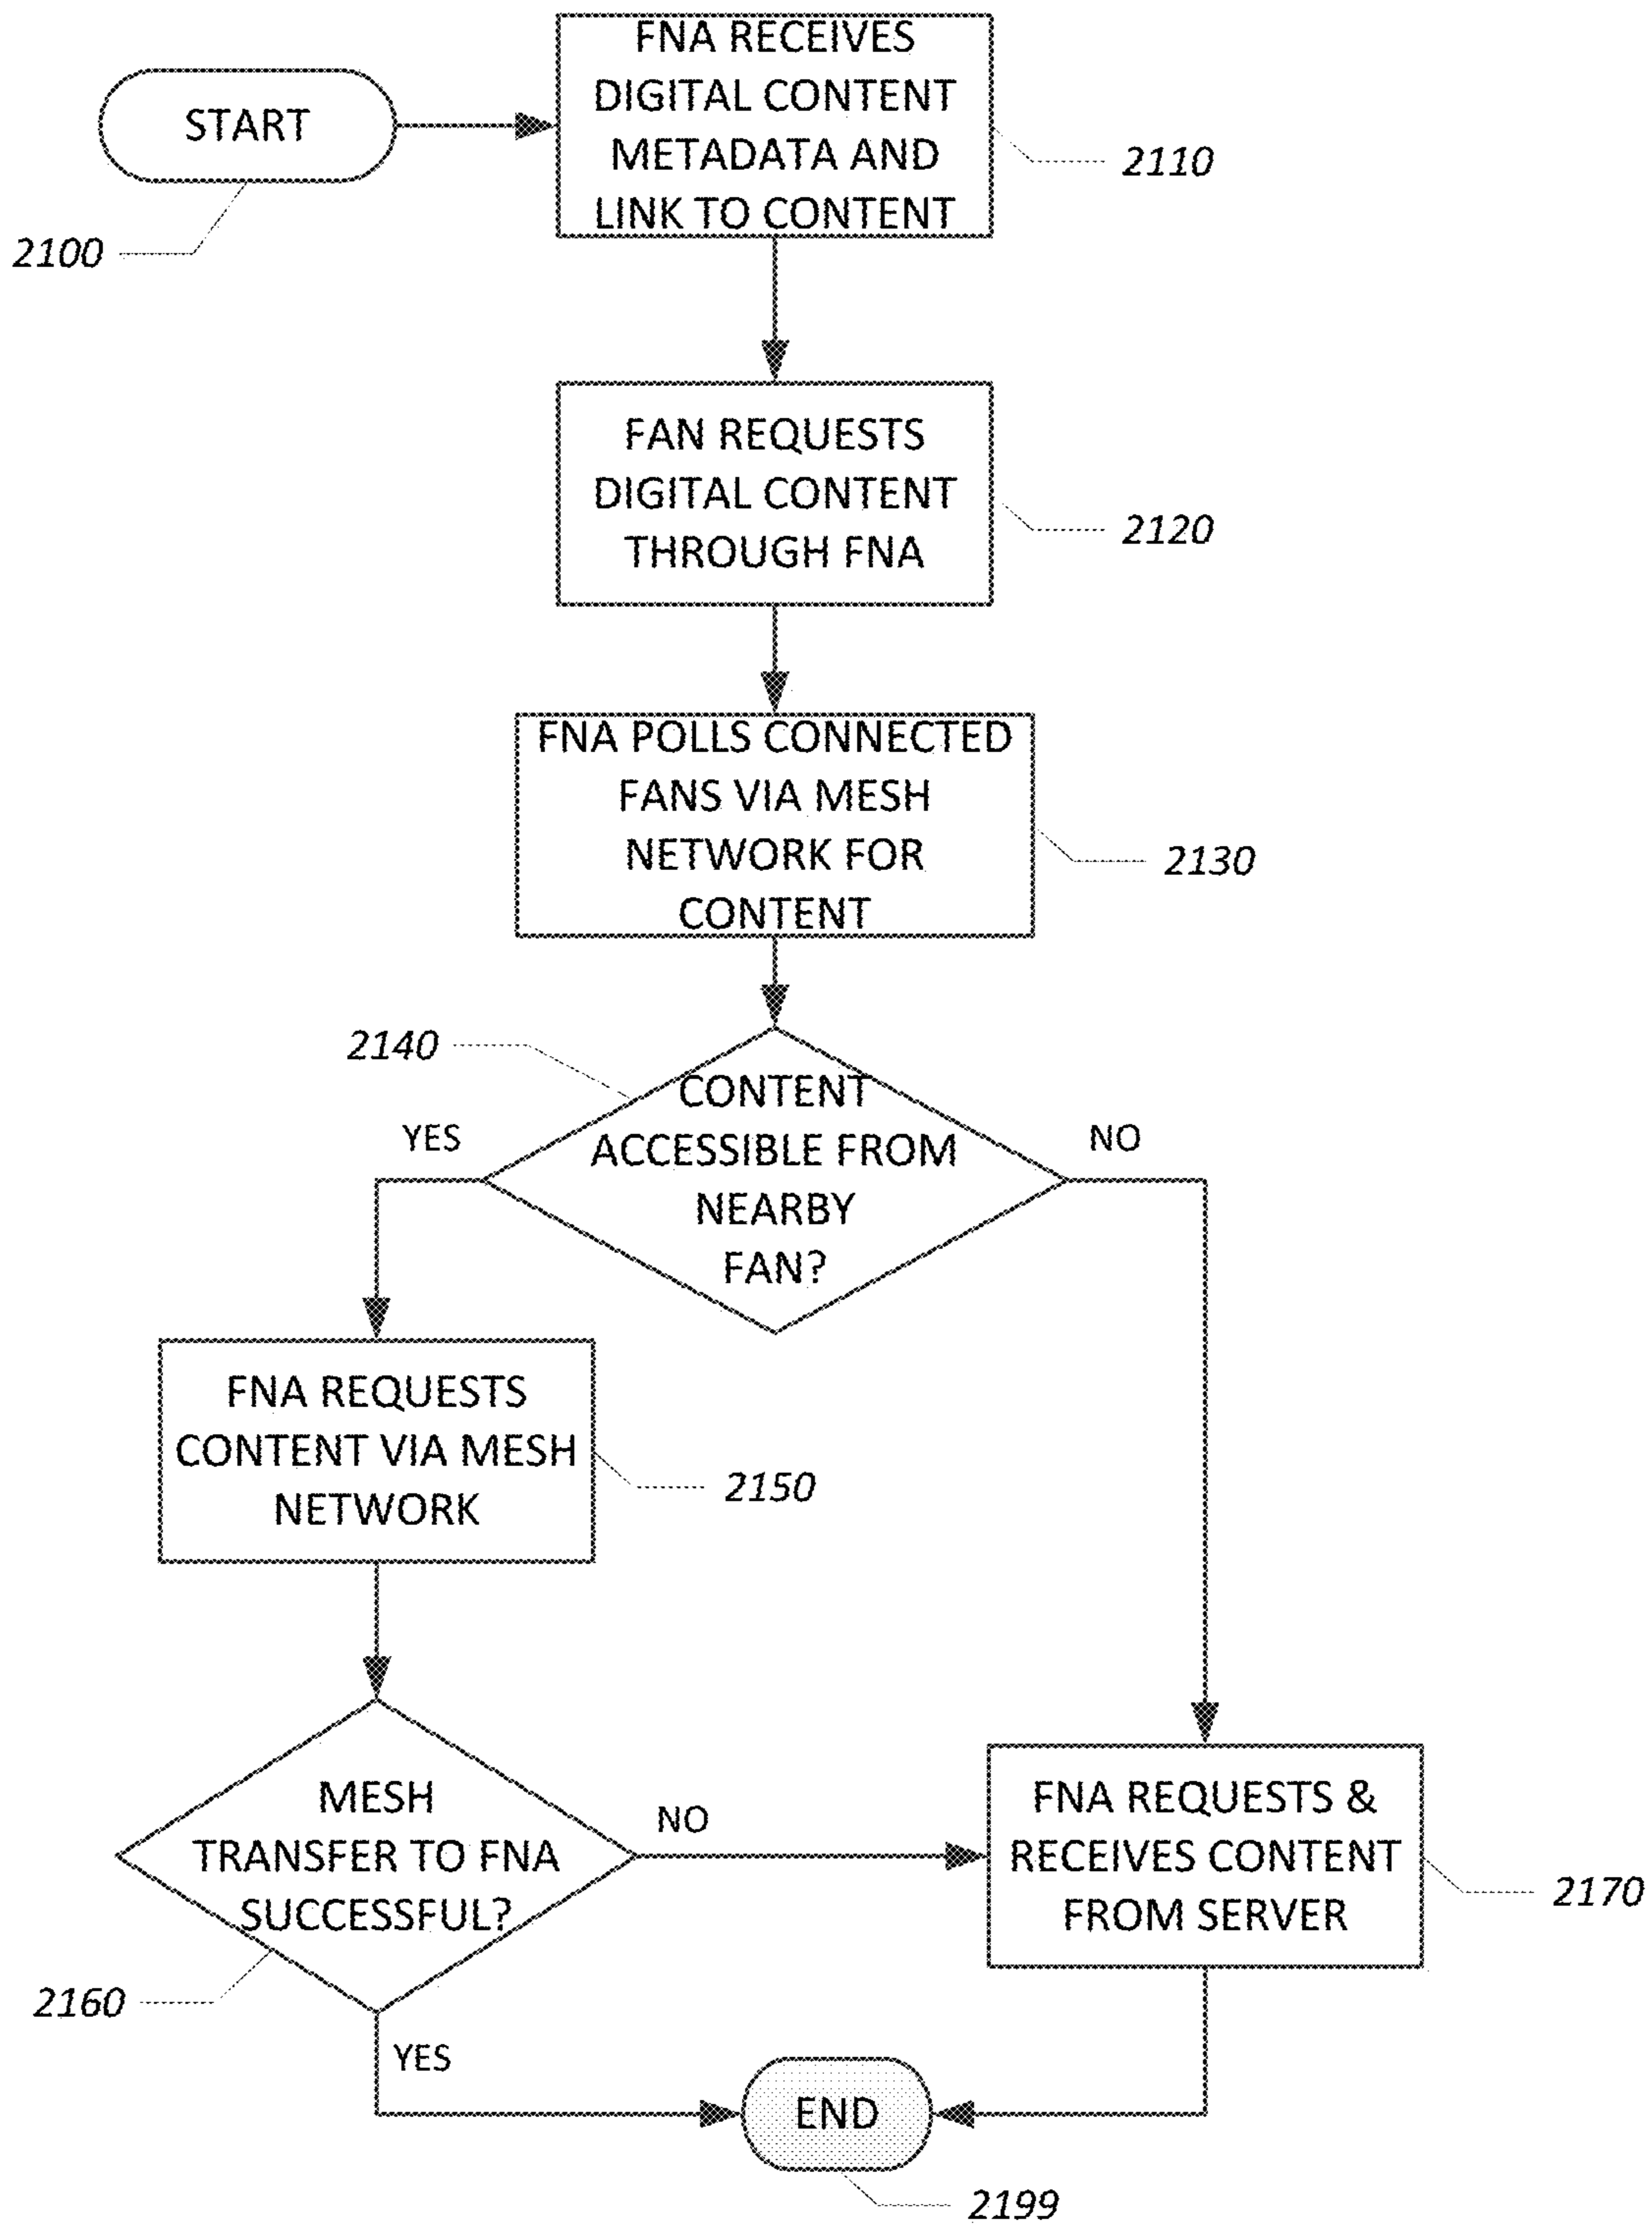 START
2100
FNA RECEIVES
DIGITAL CONTENT
METADATA AND
LINK TO CONTENT
2110
FAN REQUESTS
DIGITAL CONTENT
THROUGH FNA
2120
FNA POLLS CONNECTED
FANS VIA MESH
NETWORK FOR
CONTENT
2130
2140
CONTENT
ACCESSIBLE FROM
NEARBY
FAN?
YES
NO
FNA REQUESTS
CONTENT VIA MESH
NETWORK
2150
MESH
TRANSFER TO FNA
SUCCESSFUL?
2160
NO
YES
FNA REQUESTS &
RECEIVES CONTENT
FROM SERVER
2170
END
2199